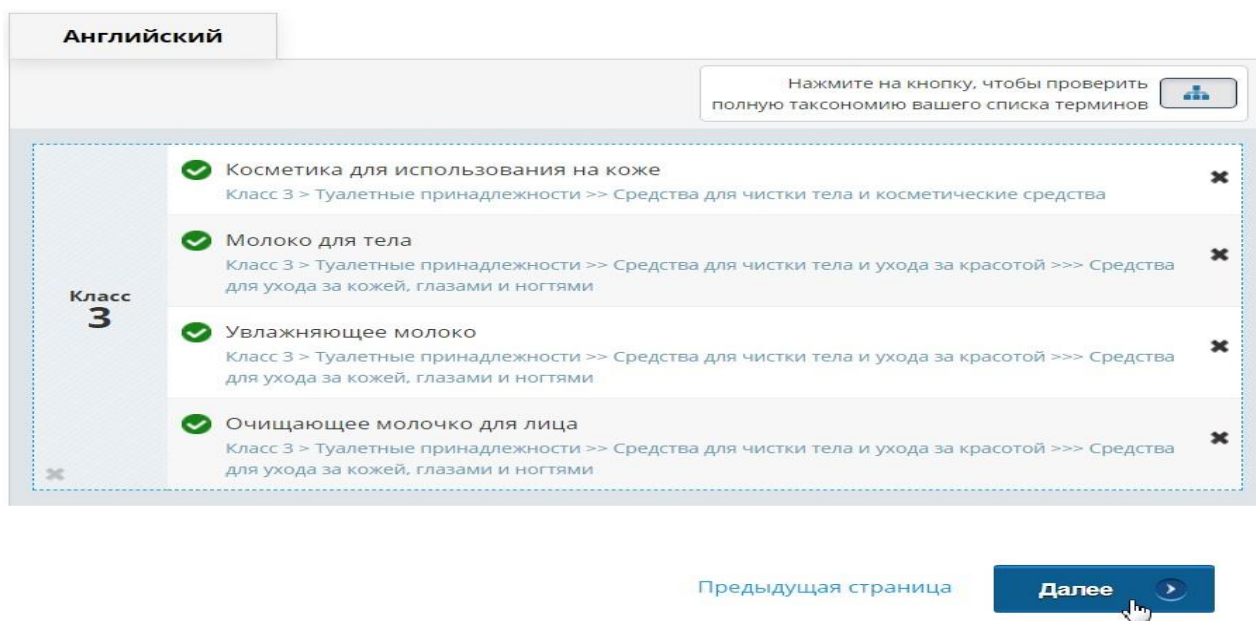 Английский
Нажмите на кнопку, чтобы проверить
полную таксономию вашего списка терминов
Класс
3
Косметика для использования на коже
Класс 3 > Туалетные принадлежности >> Средства для чистки тела и косметические средства
Молоко для тела
Класс 3 > Туалетные принадлежности >> Средства для чистки тела и ухода за красотой >>> Средства
для ухода за кожей, глазами и ногтями
Увлажняющее молоко
Класс 3 > Туалетные принадлежности >> Средства для чистки тела и ухода за красотой >>> Средства
для ухода за кожей, глазами и ногтями
Очищающее молочко для лица
Класс 3 > Туалетные принадлежности >> Средства для чистки тела и ухода за красотой >>> Средства
для ухода за кожей, глазами и ногтями
Предыдущая страница
Далее